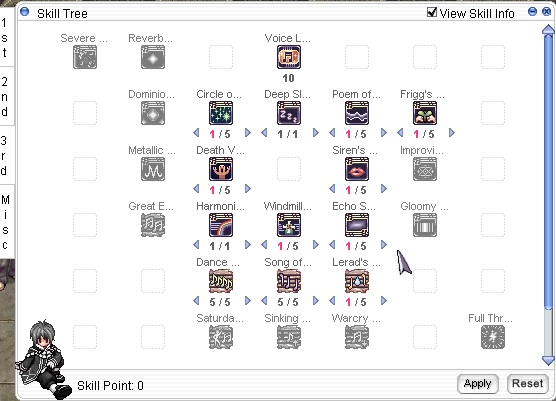 Skill Tree
View Skill Info
1st
2nd
3rd
Misc
Severe ...
Reverb...
Voice L...
10
Dominio...
Circle o...
Deep Sl...
Poem of...
Frigg's ...
1 / 5
1 / 1
1 / 5
1 / 5
Metallic ...
Death V...
Siren's ...
Improvi...
1 / 5
1 / 5
Great E...
Harmoni...
Windmill...
Echo S...
Gloomy ...
1 / 1
1 / 5
1 / 5
Dance ...
Song of...
Lerad's ...
5 / 5
5 / 5
1 / 5
Saturda...
Sinking ...
Warcry ...
Full Thr...
Skill Point: 0
Apply
Reset